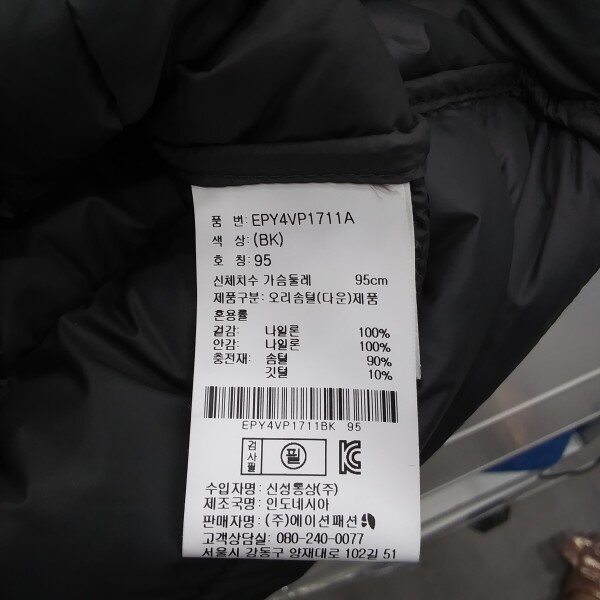 품 번: EPY4VP1711A
색 상: (BK)
호 칭: 95
신체치수 가슴둘레 95cm
제품구분: 오리솜털(다운)제품
혼용률
겉감: 나일론 100%
안감: 나일론 100%
충전재: 솜털 90%
깃털 10%
EPY4VP1711BK 95
검사필 필 KC
수입자명: 신성통상(주)
제조국명: 인도네시아
판매자명: (주)에이션패션
고객상담실: 080-240-0077
서울시 강동구 양재대로 102길 51